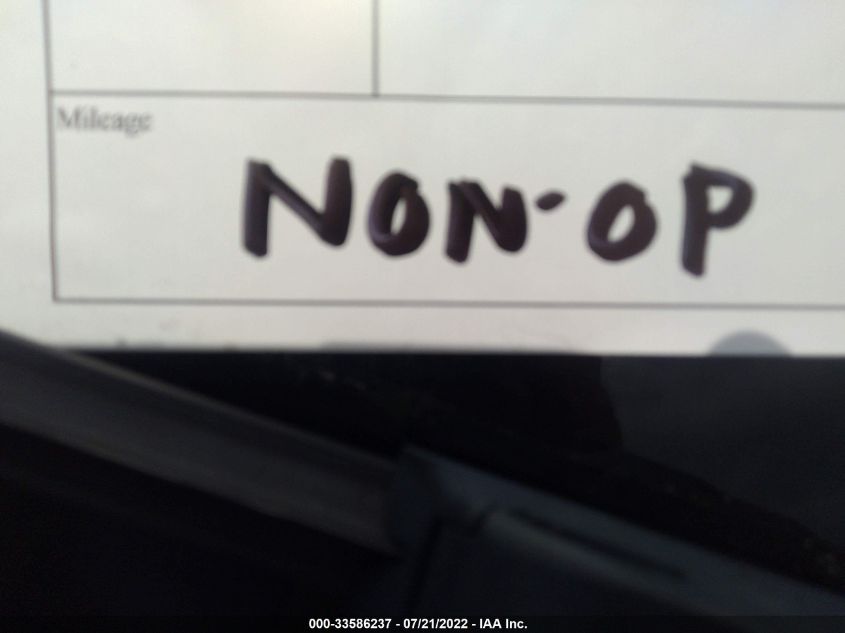 Mileage
NON-OP
000-33586237 - 07/21/2022 - IAA Inc.